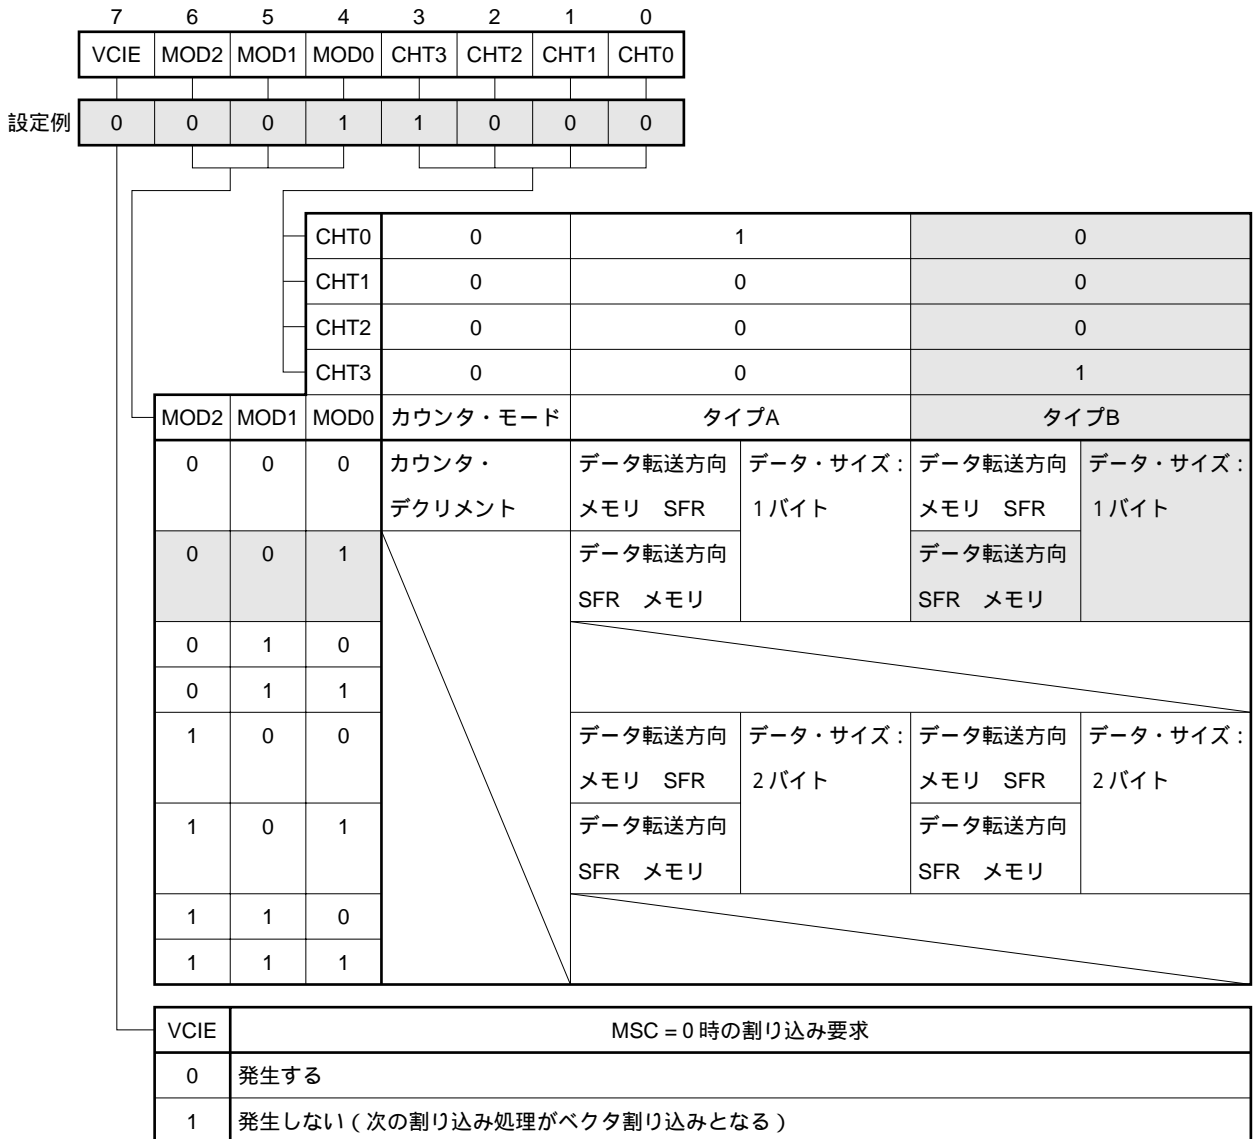 7 6 5 4 3 2 1 0
VCIE MOD2 MOD1 MOD0 CHT3 CHT2 CHT1 CHT0
設定例 0 0 0 1 1 0 0 0
CHT0 0 1 0
CHT1 0 0 0
CHT2 0 0 0
CHT3 0 0 1
MOD2 MOD1 MOD0 カウンタ・モード タイプA タイプB
0 0 0 カウンタ・ データ転送方向 データ・サイズ： データ転送方向 データ・サイズ：
デクリメント メモリ SFR 1バイト メモリ SFR 1バイト
0 0 1 データ転送方向 データ転送方向
SFR メモリ SFR メモリ
0 1 0
0 1 1
1 0 0 データ転送方向 データ・サイズ： データ転送方向 データ・サイズ：
メモリ SFR 2バイト メモリ SFR 2バイト
1 0 1 データ転送方向 データ転送方向
SFR メモリ SFR メモリ
1 1 0
1 1 1
VCIE MSC = 0 時の割り込み要求
0 発生する
1 発生しない（次の割り込み処理がベクタ割り込みとなる）